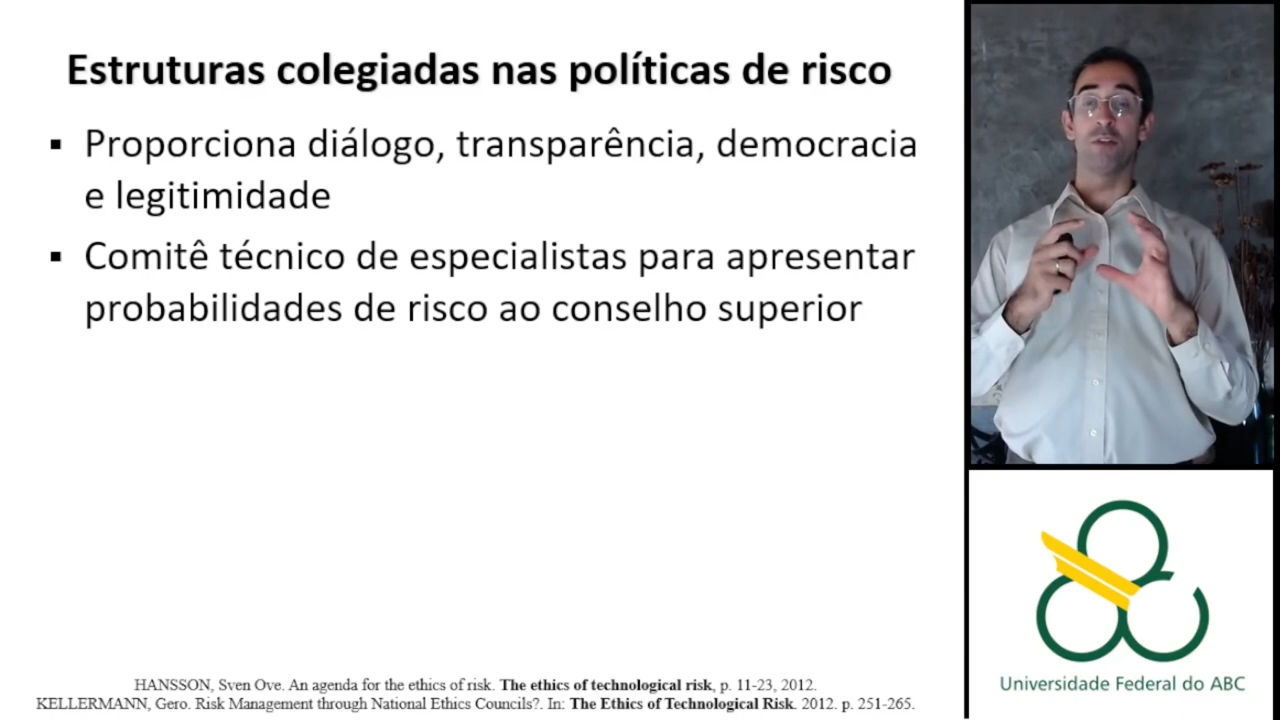 Estruturas colegiadas nas políticas de risco
▪ Proporciona diálogo, transparência, democracia
e legitimidade
▪ Comitê técnico de especialistas para apresentar
probabilidades de risco ao conselho superior
HANSSON, Sven Ove. An agenda for the ethics of risk. The ethics of technological risk, p. 11-23, 2012.
KELLERMANN, Gero. Risk Management through National Ethics Councils?. In: The Ethics of Technological Risk. 2012. p. 251-265.
Universidade Federal do ABC